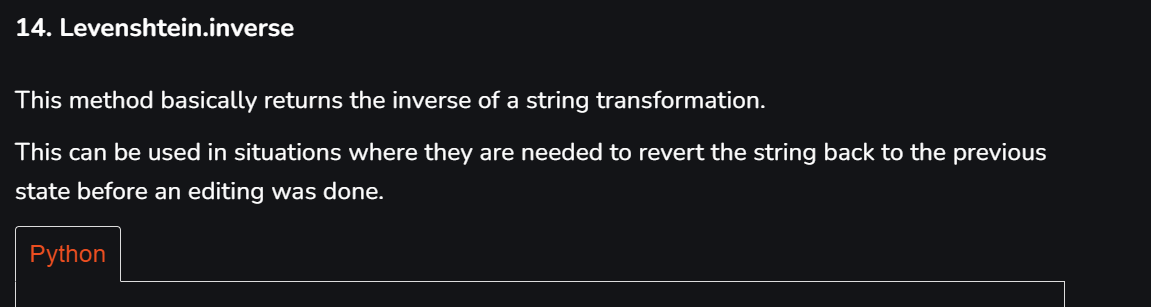 14. Levenshtein.inverse
This method basically returns the inverse of a string transformation.
This can be used in situations where they are needed to revert the string back to the previous
state before an editing was done.
Python